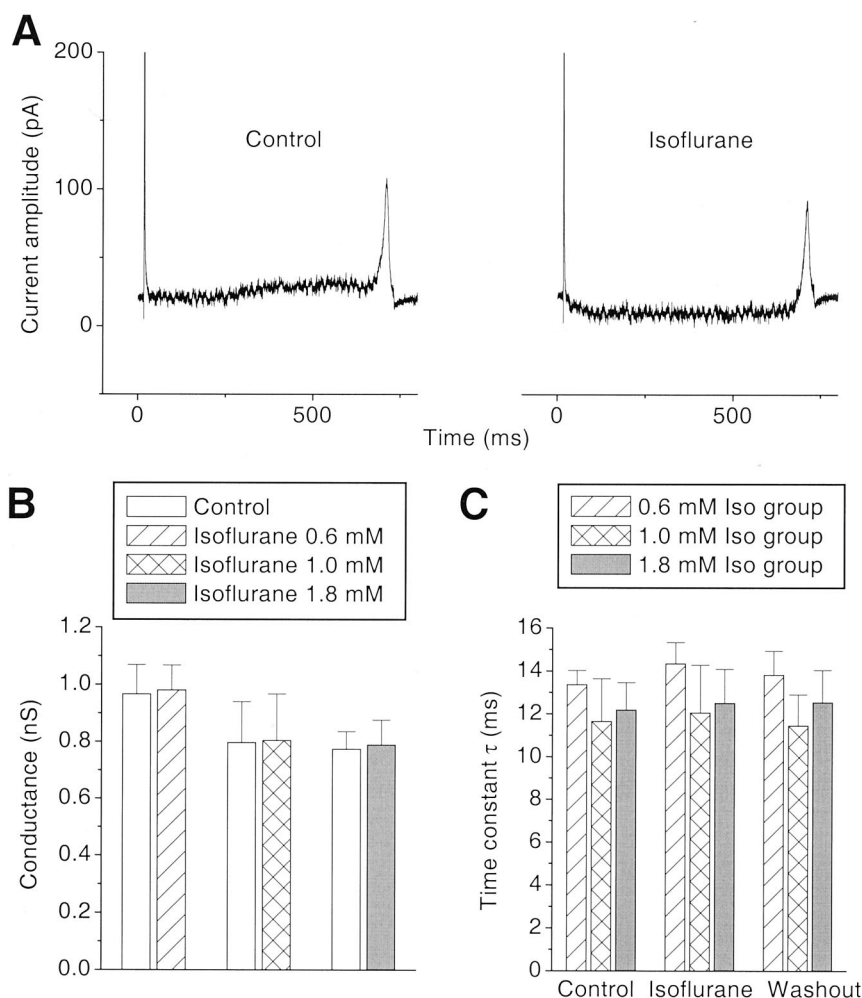 A
200
100
0
Current amplitude (pA)
Control
Isoflurane
0
500
0
500
Time (ms)
B
Control
Isoflurane 0.6 mM
Isoflurane 1.0 mM
Isoflurane 1.8 mM
1.2
1.0
0.8
0.6
0.4
0.2
0.0
Conductance (nS)
C
0.6 mM Iso group
1.0 mM Iso group
1.8 mM Iso group
16
14
12
10
8
6
4
2
0
Time constant τ (ms)
Control Isoflurane Washout